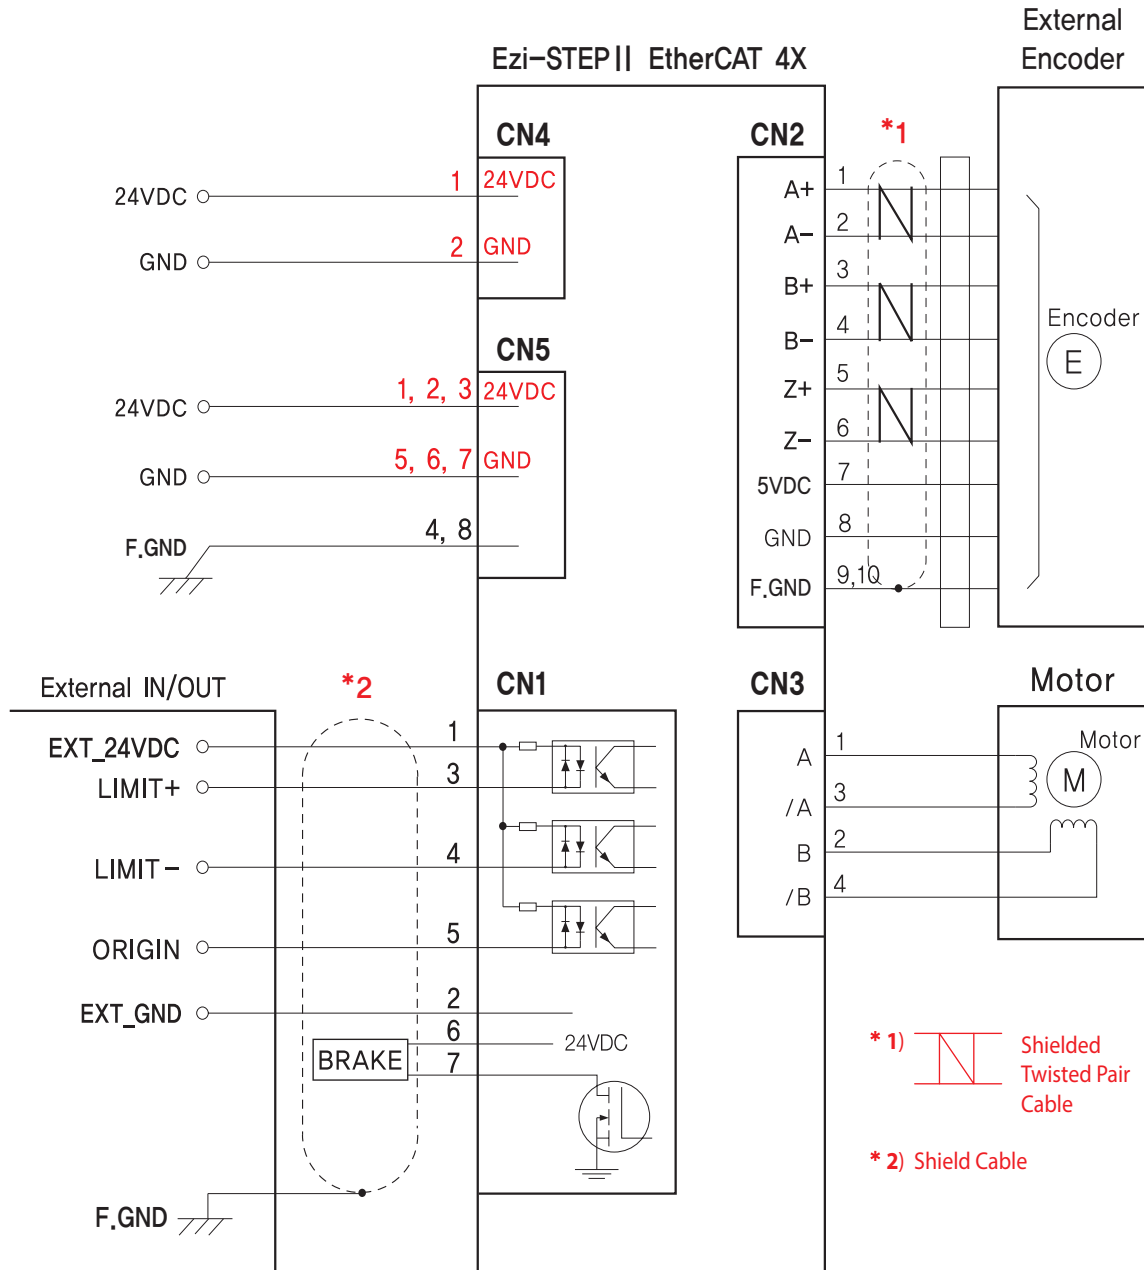 External
Encoder
Ezi-STEP II EtherCAT 4X
CN4
1 24VDC
24VDC
2 GND
GND
CN5
1, 2, 3 24VDC
24VDC
5, 6, 7 GND
GND
4, 8
F.GND
CN2
*1
A+ 1
A- 2
B+ 3
B- 4
Z+ 5
Z- 6
5VDC 7
GND 8
F.GND 9,10
Encoder
E
External IN/OUT
*2
CN1
EXT_24VDC 1
LIMIT+ 3
LIMIT- 4
ORIGIN 5
EXT_GND 2
BRAKE 6 24VDC
7
F.GND
CN3
Motor
A 1
/A 3
B 2
/B 4
Motor
M
* 1) Shielded
Twisted Pair
Cable
* 2) Shield Cable